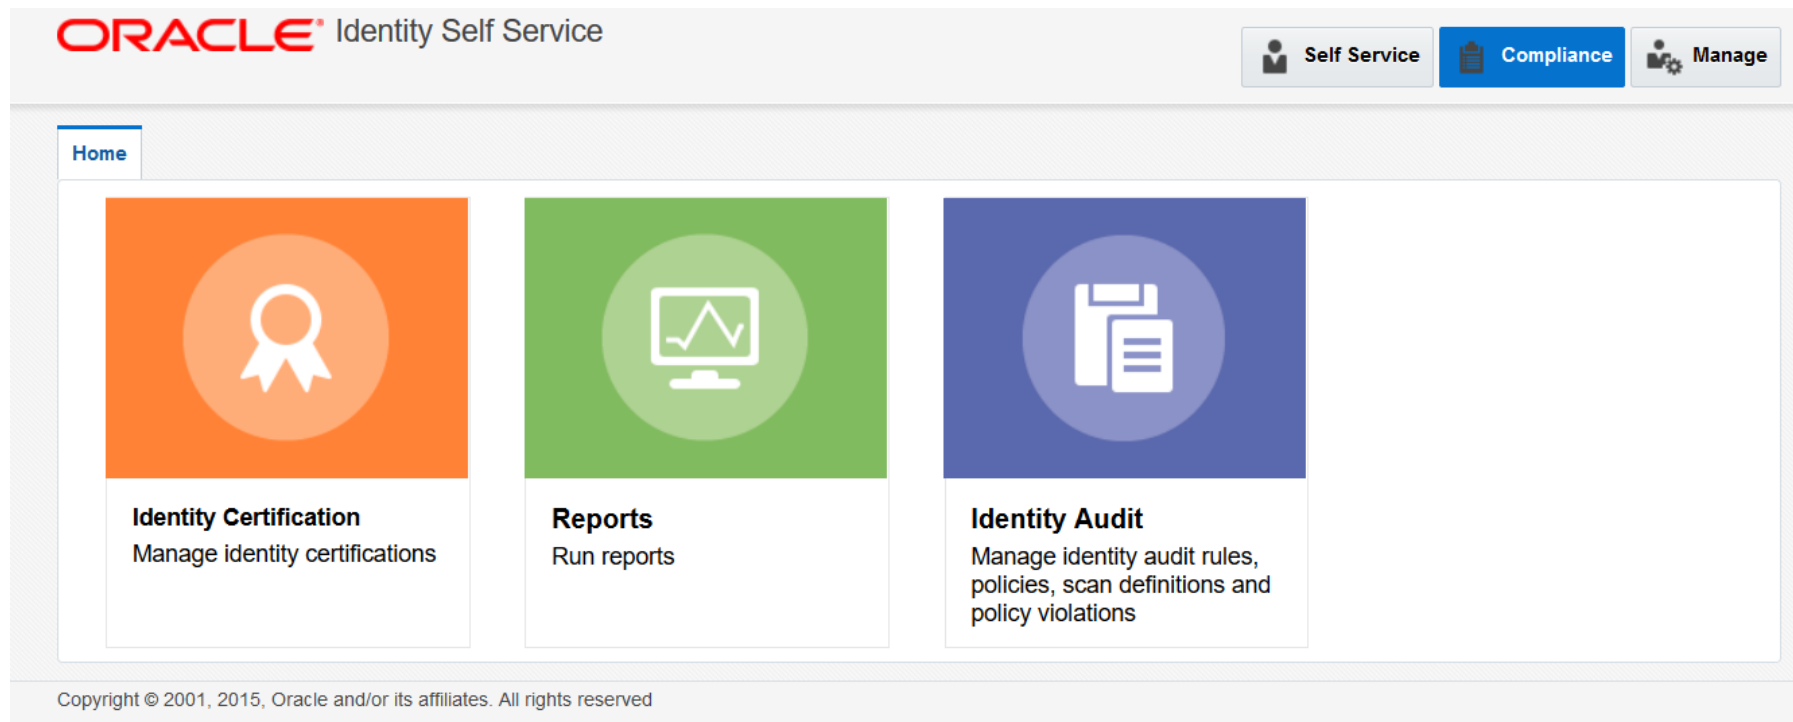 ORACLE® Identity Self Service
Self Service
Compliance
Manage
Home
Identity Certification
Manage identity certifications
Reports
Run reports
Identity Audit
Manage identity audit rules,
policies, scan definitions and
policy violations
Copyright © 2001, 2015, Oracle and/or its affiliates. All rights reserved